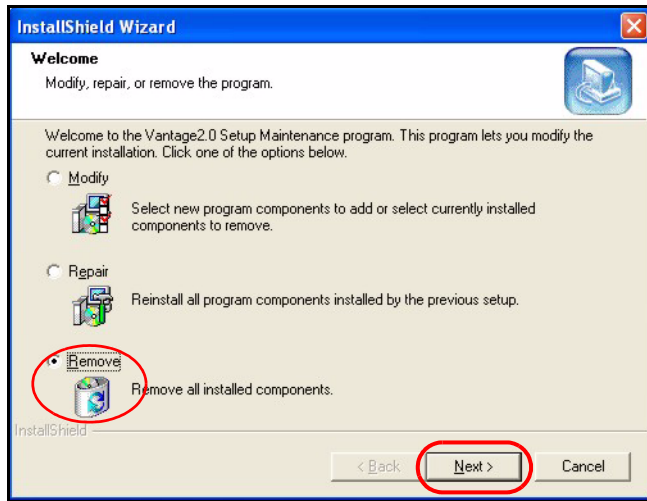 InstallShield Wizard
Welcome
Modify, repair, or remove the program.
Welcome to the Vantage2.0 Setup Maintenance program. This program lets you modify the
current installation. Click one of the options below.
Modify
Select new program components to add or select currently installed
components to remove.
Repair
Reinstall all program components installed by the previous setup.
Remove
Remove all installed components.
InstallShield
< Back
Next >
Cancel